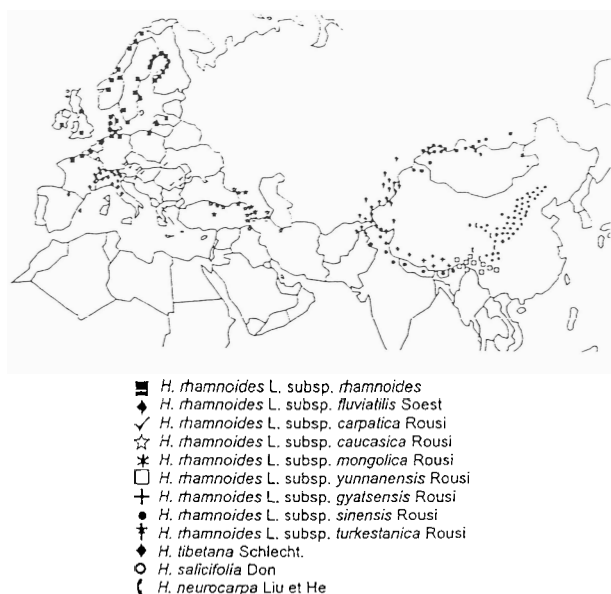 H. rhamnoides L. subsp. rhamnoides
H. rhamnoides L. subsp. fluviatilis Soest
H. rhamnoides L. subsp. carpatica Rousi
H. rhamnoides L. subsp. caucasica Rousi
H. rhamnoides L. subsp. mongolica Rousi
H. rhamnoides L. subsp. yunnanensis Rousi
H. rhamnoides L. subsp. gyatsensis Rousi
H. rhamnoides L. subsp. sinensis Rousi
H. rhamnoides L. subsp. turkestanica Rousi
H. tibetana Schlecht.
H. salicifolia Don
H. neurocarpa Liu et He